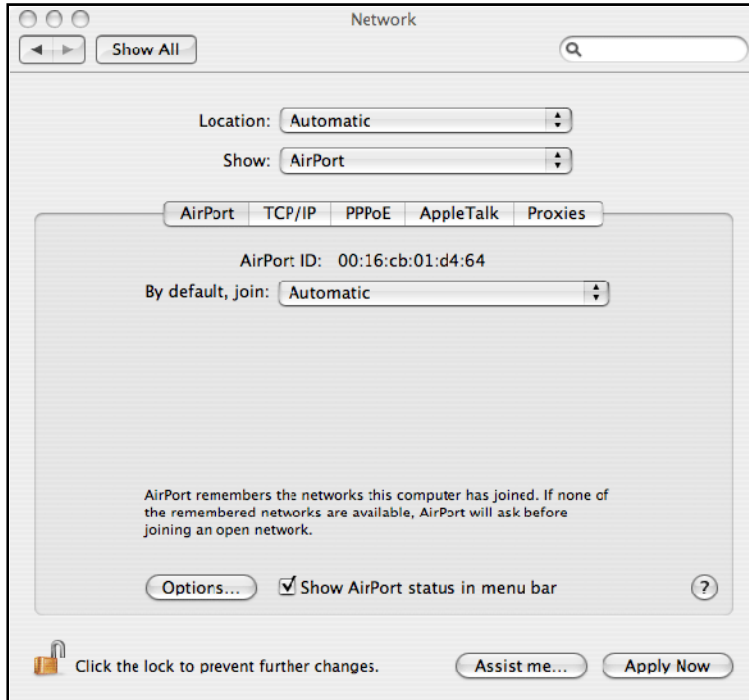 Network
Show All
Location: Automatic
Show: AirPort
AirPort TCP/IP PPPoE AppleTalk Proxies
AirPort ID: 00:16:cb:01:d4:64
By default, join: Automatic
AirPort remembers the networks this computer has joined. If none of
the remembered networks are available, AirPort will ask before
joining an open network.
Options... Show AirPort status in menu bar ?
Click the lock to prevent further changes. Assist me... Apply Now